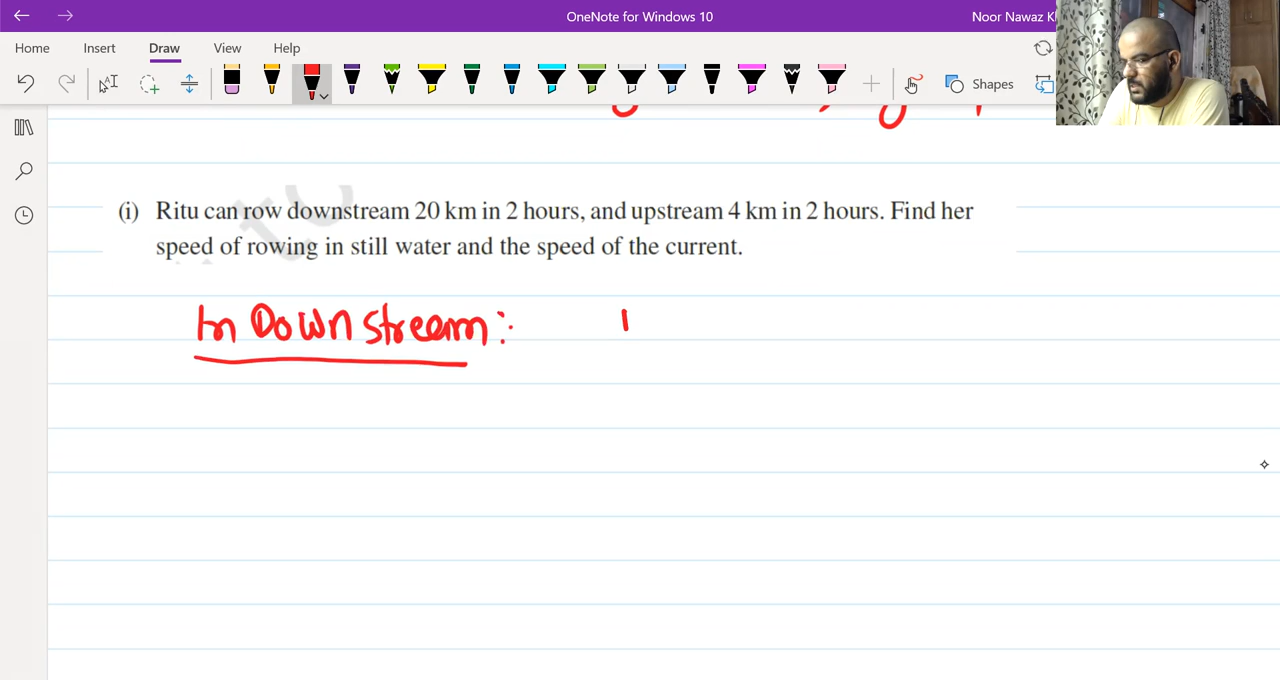 OneNote for Windows 10
Noor Nawaz Kh
Home Insert Draw View Help
Shapes
(i) Ritu can row downstream 20 km in 2 hours, and upstream 4 km in 2 hours. Find her
speed of rowing in still water and the speed of the current.
In Downstream: